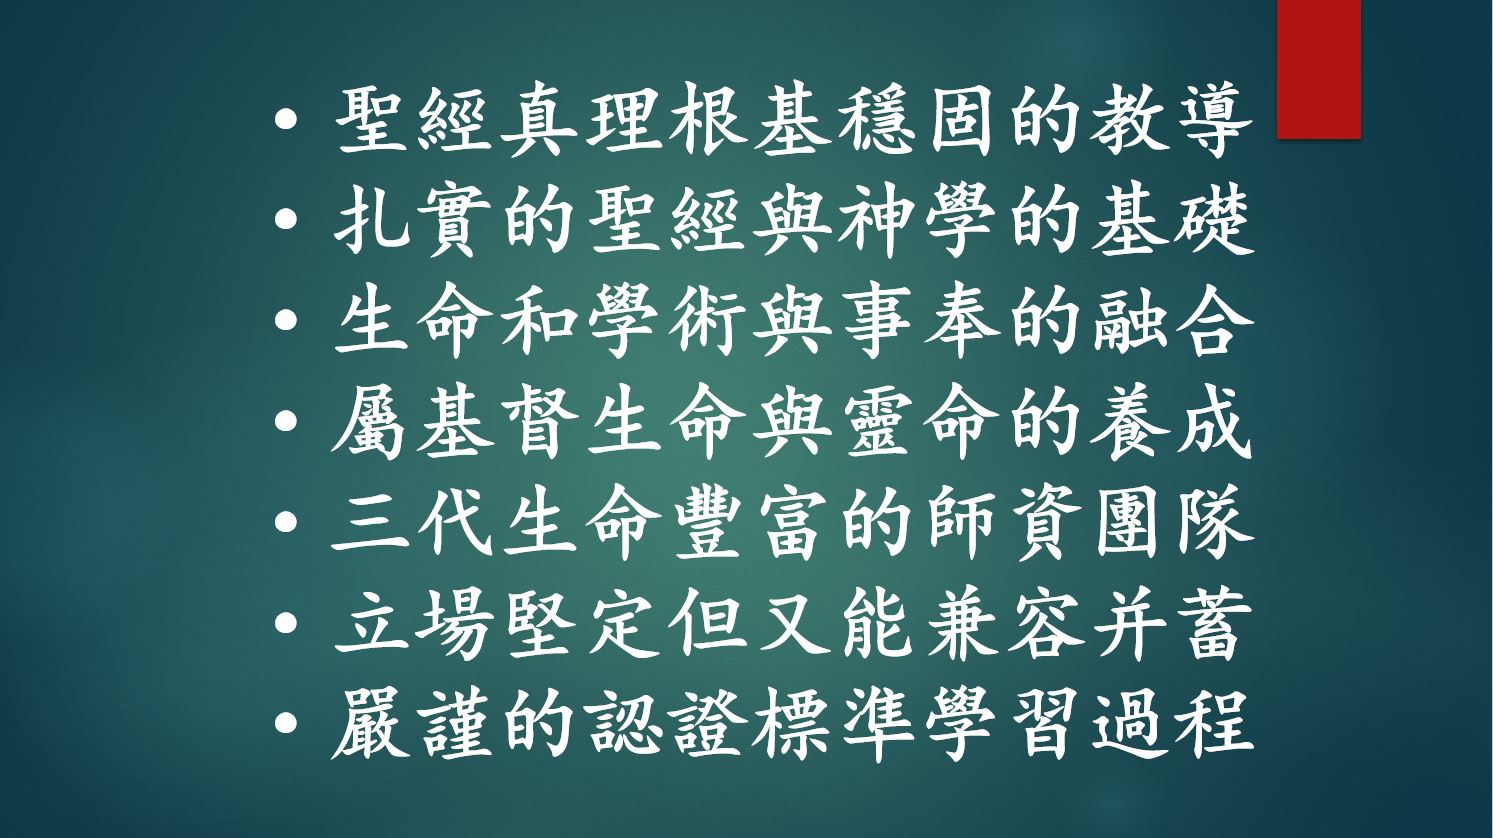 • 聖經真理根基穩固的教導
• 扎實的聖經與神學的基礎
• 生命和學術與事奉的融合
• 屬基督生命與靈命的養成
• 三代生命豐富的師資團隊
• 立場堅定但又能兼容并蓄
• 嚴謹的認證標準學習過程